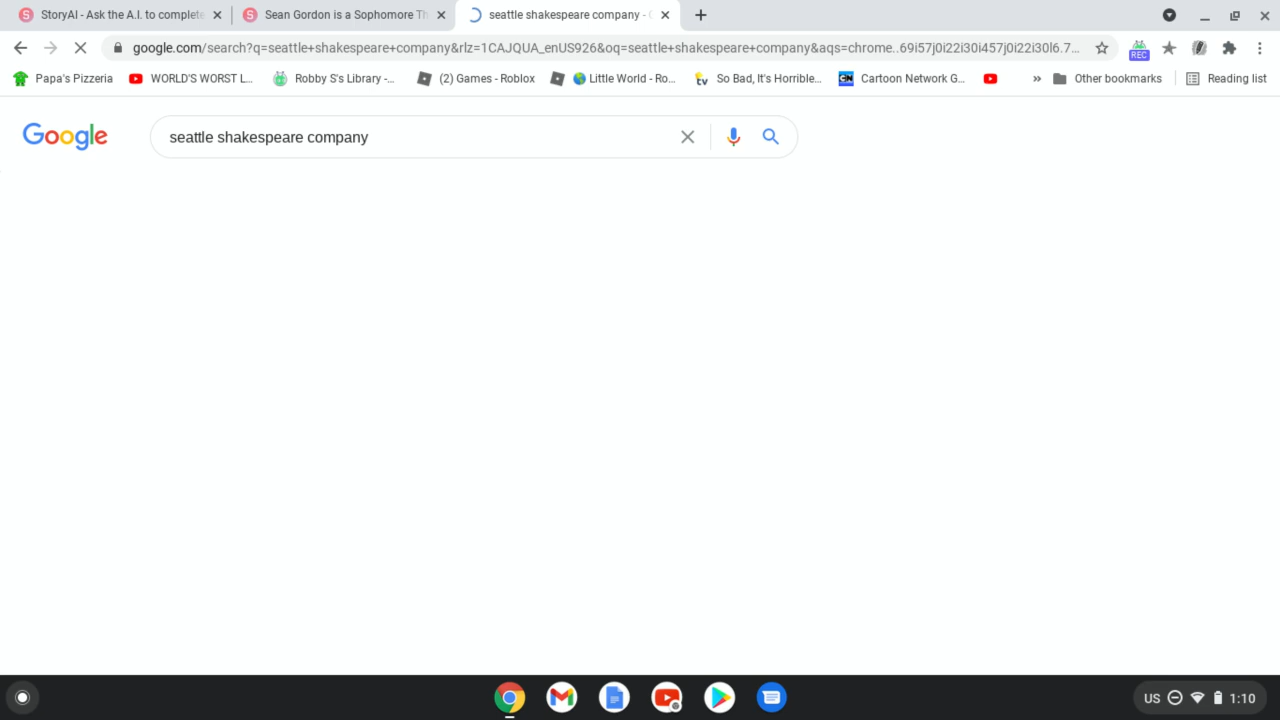 StoryAI - Ask the A.I. to complete
Sean Gordon is a Sophomore Th
seattle shakespeare company - G
google.com/search?q=seattle+shakespeare+company&rlz=1CAJQUA_enUS926&oq=seattle+shakespeare+company&aqs=chrome..69i57j0i22i30i457j0i22i30l6.7...
REC
Papa's Pizzeria
WORLD'S WORST L...
Robby S's Library -...
(2) Games - Roblox
Little World - Ro...
tv So Bad, It's Horrible...
CN Cartoon Network G...
» Other bookmarks
Reading list
Google
seattle shakespeare company
US 1:10